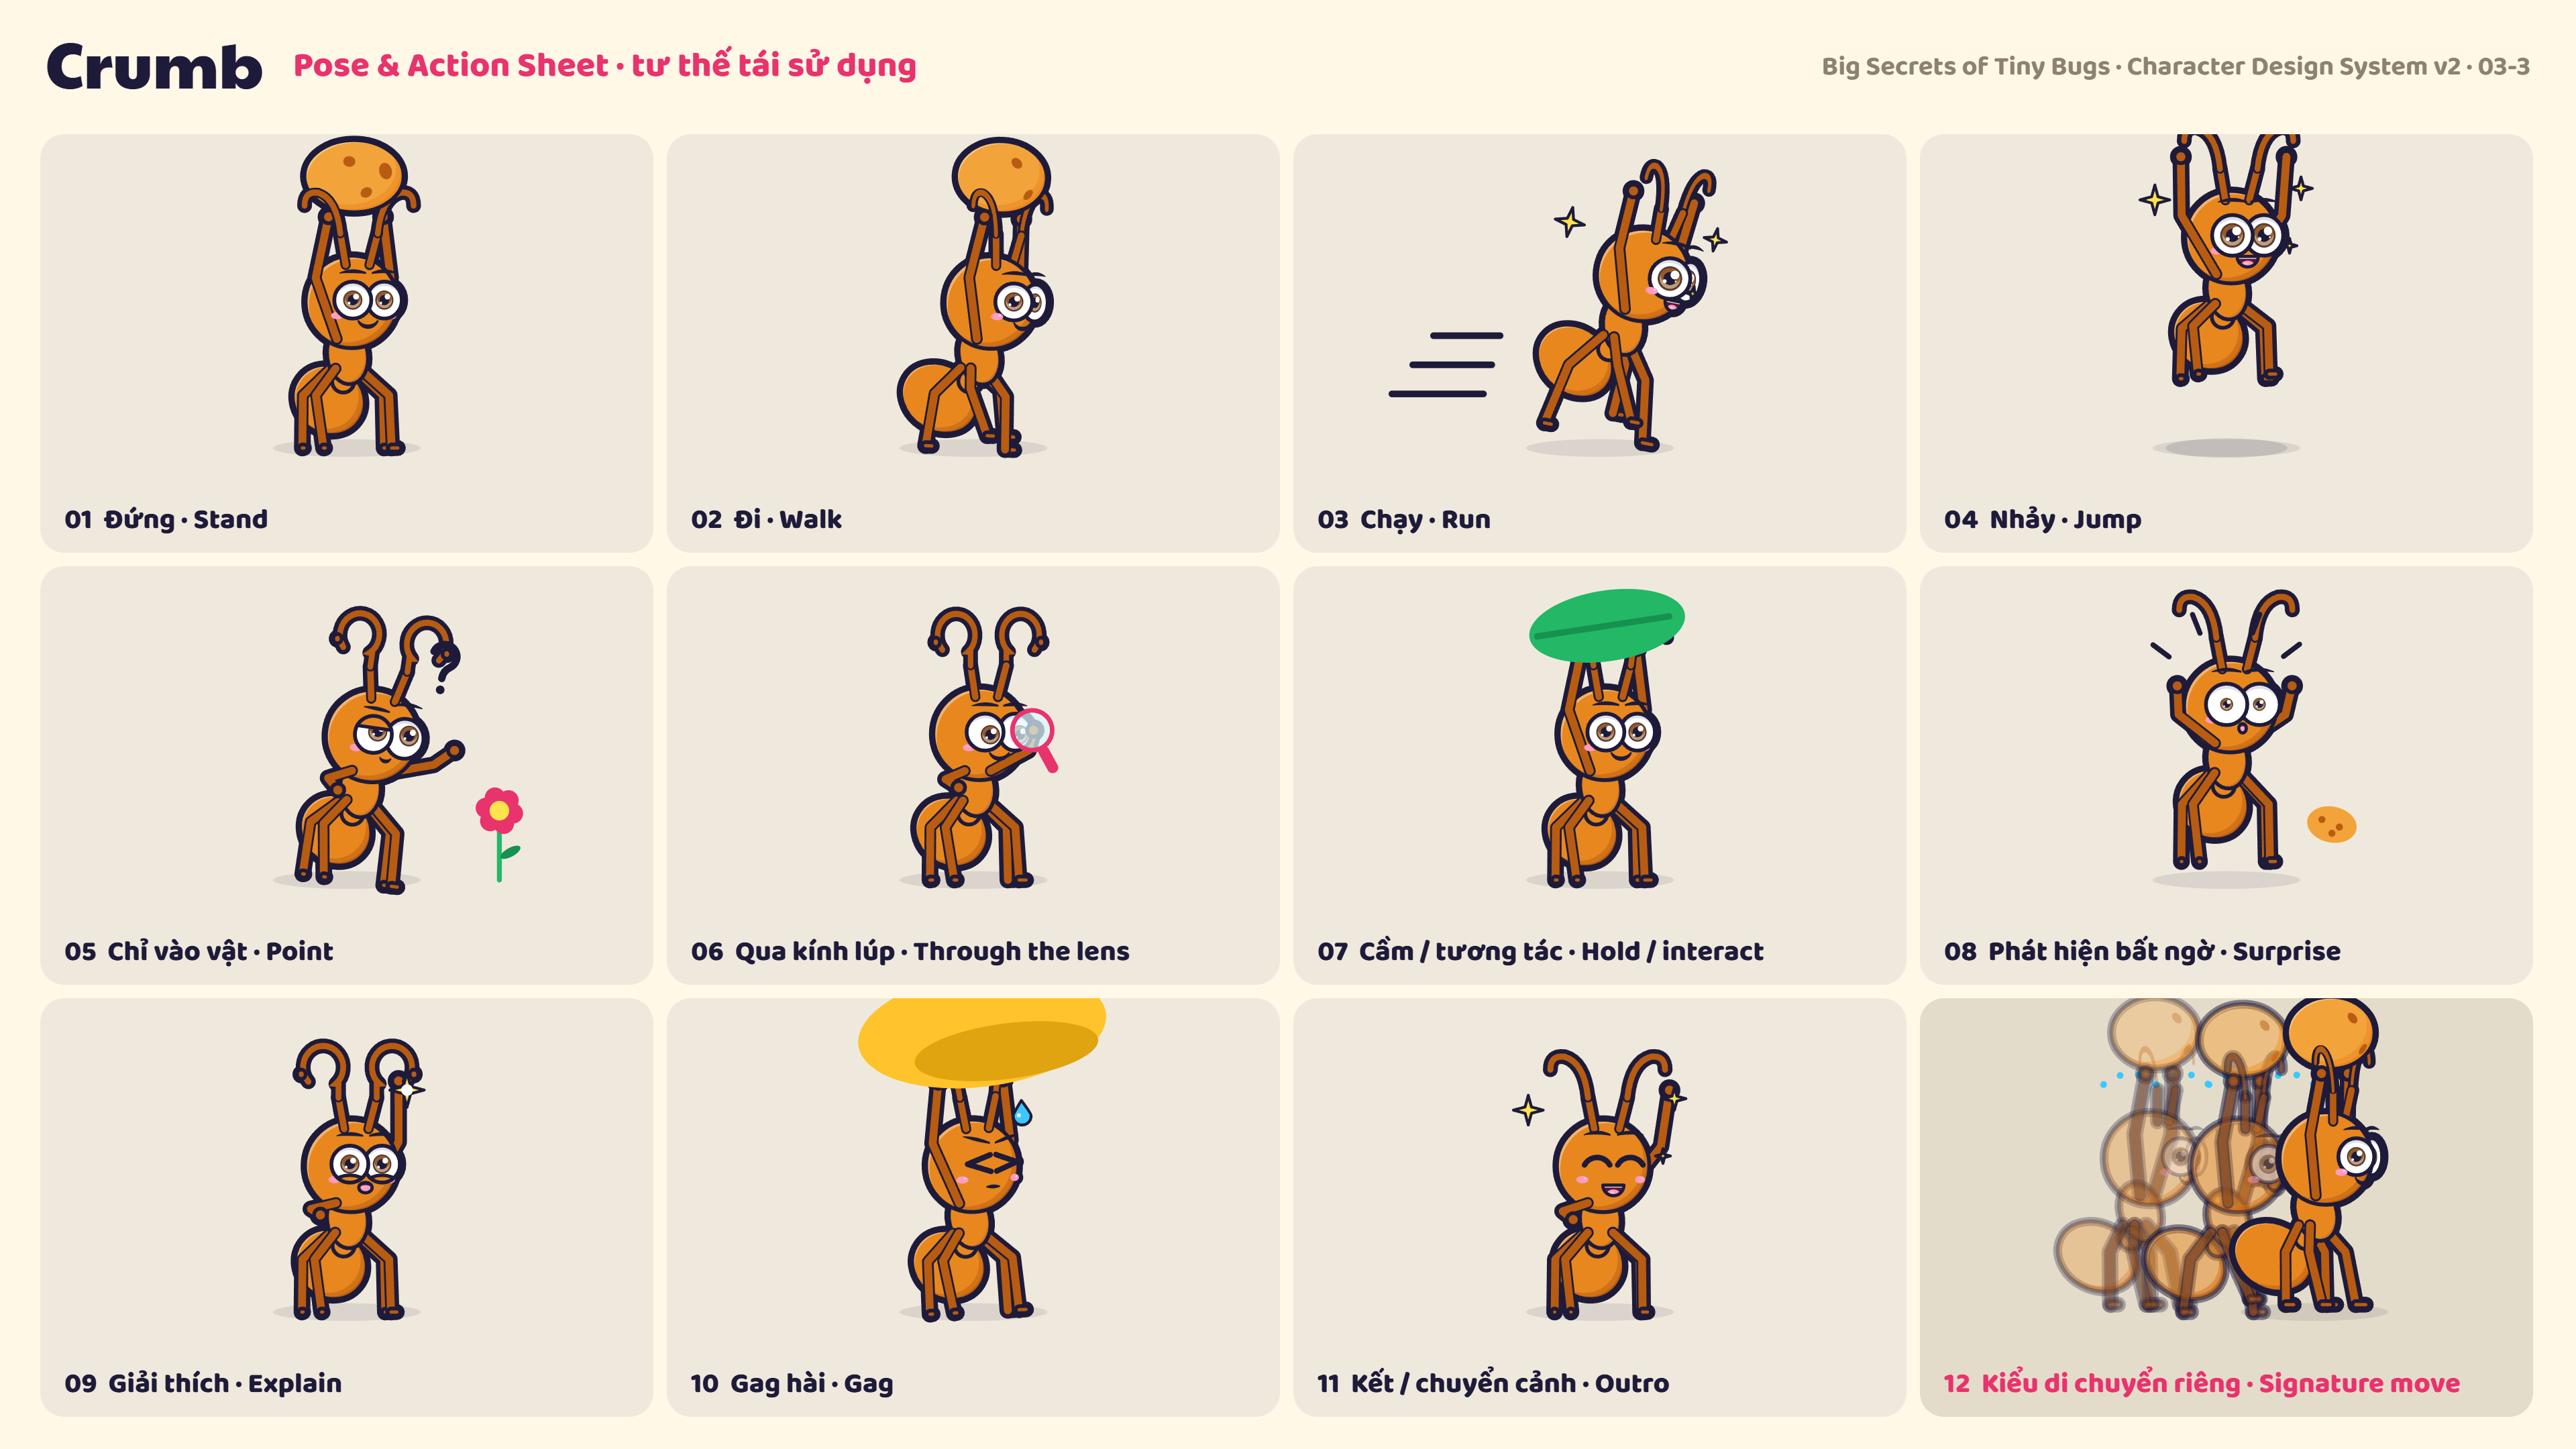 Crumb
Pose & Action Sheet · tư thế tái sử dụng
Big Secrets of Tiny Bugs · Character Design System v2 · 03-3
01 Đứng · Stand
02 Đi · Walk
03 Chạy · Run
04 Nhảy · Jump
?
05 Chỉ vào vật · Point
06 Qua kính lúp · Through the lens
07 Cầm / tương tác · Hold / interact
08 Phát hiện bất ngờ · Surprise
09 Giải thích · Explain
10 Gag hài · Gag
11 Kết / chuyển cảnh · Outro
12 Kiểu di chuyển riêng · Signature move